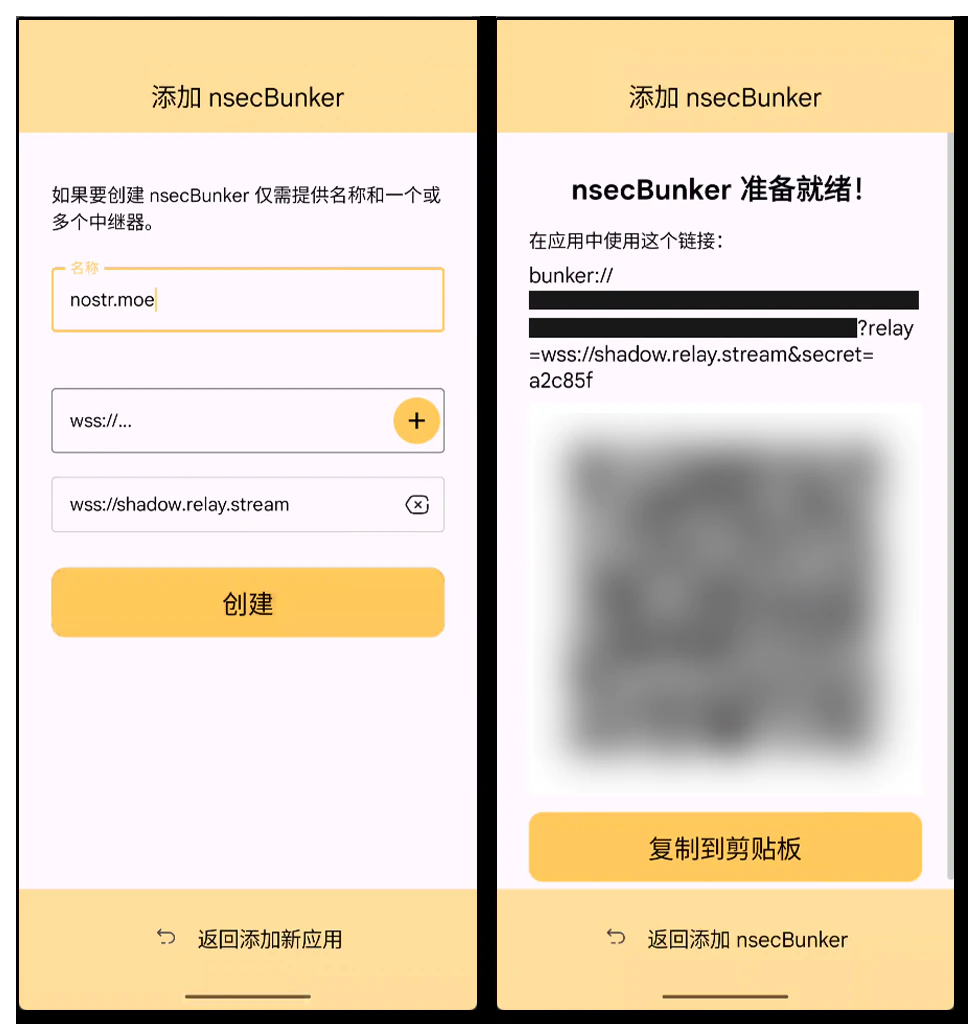 添加 nsecBunker
如果要创建 nsecBunker 仅需提供名称和一个或
多个中继器。
名称
nostr.moe
wss://...
+
wss://shadow.relay.stream
创建
返回添加新应用
添加 nsecBunker
nsecBunker 准备就绪！
在应用中使用这个链接：
bunker://
?relay
=wss://shadow.relay.stream&secret=
a2c85f
复制到剪贴板
返回添加 nsecBunker